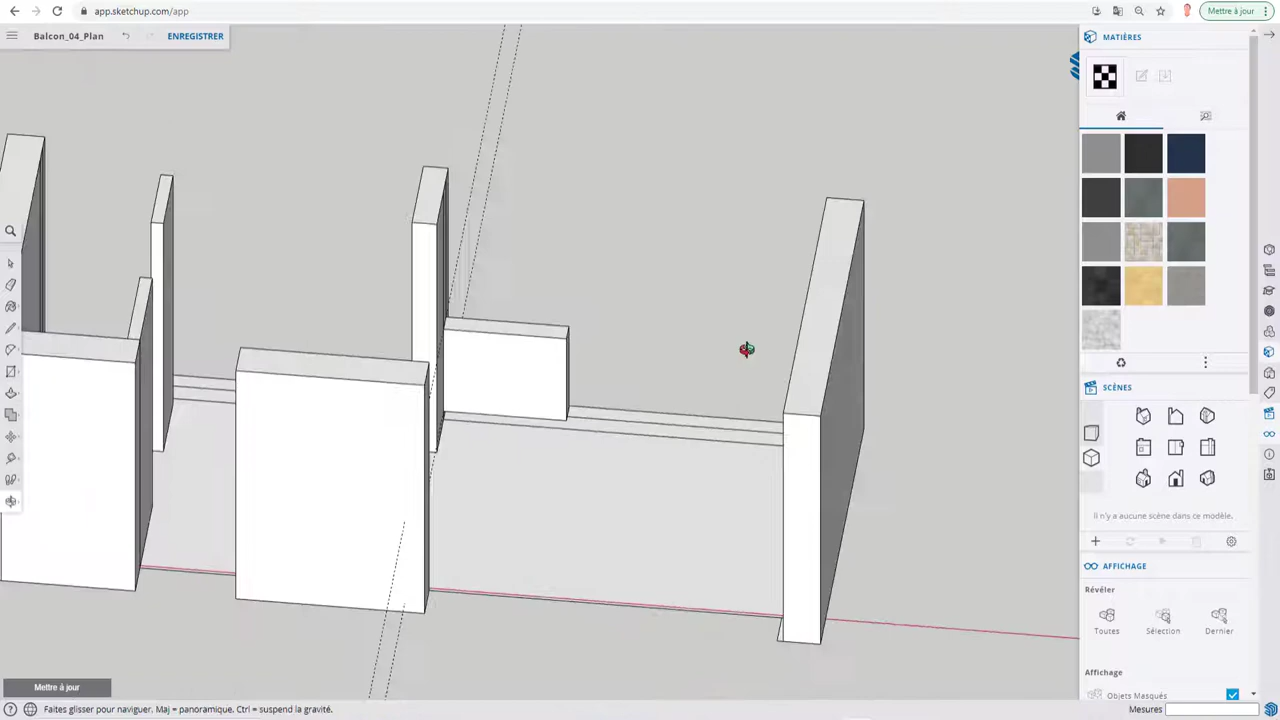 app.sketchup.com/app
Mettre à jour
Balcon_04_Plan
ENREGISTRER
MATIÈRES
SCÈNES
Il n'y a aucune scène dans ce modèle.
AFFICHAGE
Révéler
Toutes
Sélection
Dernier
Affichage
Objets Masqués
Mettre à jour
Faites glisser pour naviguer. Maj = panoramique. Ctrl = suspend la gravité.
Mesures